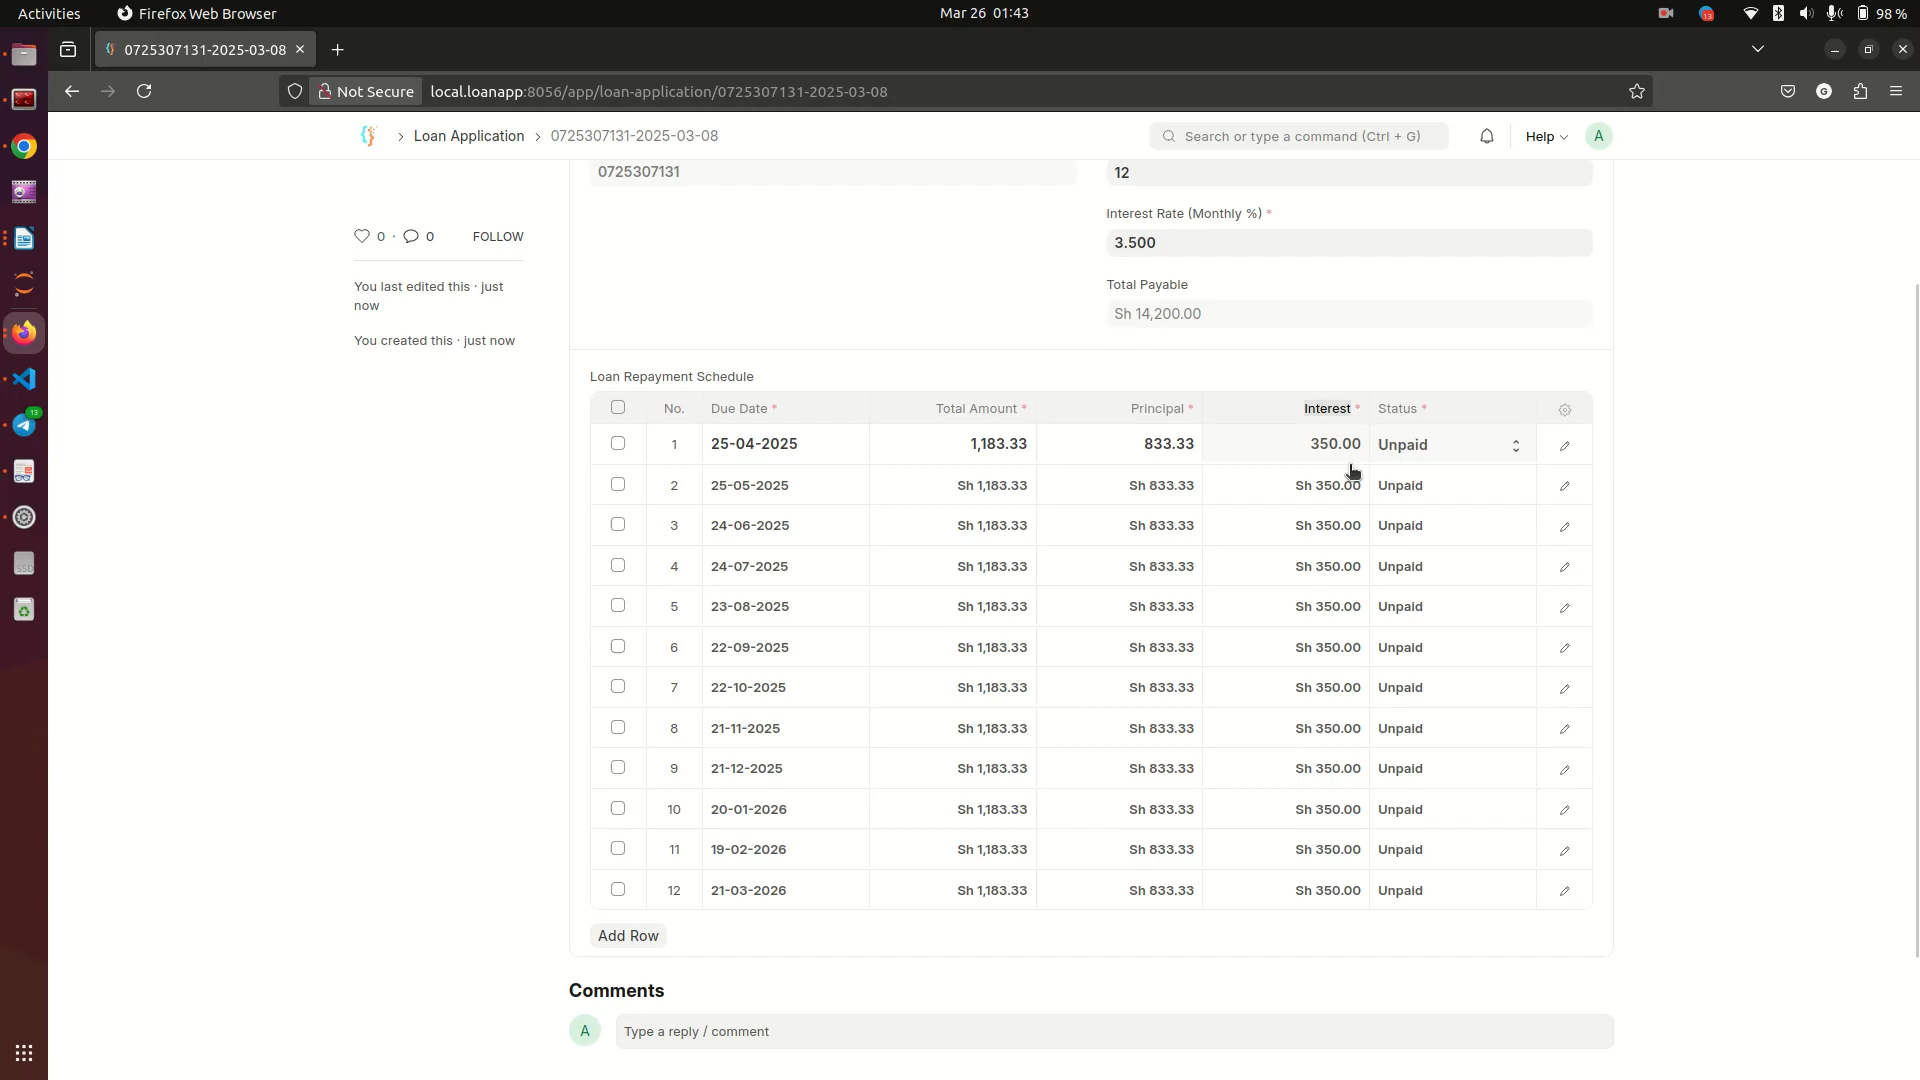 Activities Firefox Web Browser Mar 26 01:43 13 98 %
0725307131-2025-03-08
Not Secure local.loanapp:8056/app/loan-application/0725307131-2025-03-08
Loan Application 0725307131-2025-03-08 Search or type a command (Ctrl + G) Help A
0725307131
12
0 · 0 FOLLOW
You last edited this · just now
You created this · just now
Interest Rate (Monthly %) *
3.500
Total Payable
Sh 14,200.00
Loan Repayment Schedule
No. Due Date * Total Amount * Principal * Interest * Status *
1 25-04-2025 1,183.33 833.33 350.00 Unpaid
2 25-05-2025 Sh 1,183.33 Sh 833.33 Sh 350.00 Unpaid
3 24-06-2025 Sh 1,183.33 Sh 833.33 Sh 350.00 Unpaid
4 24-07-2025 Sh 1,183.33 Sh 833.33 Sh 350.00 Unpaid
5 23-08-2025 Sh 1,183.33 Sh 833.33 Sh 350.00 Unpaid
6 22-09-2025 Sh 1,183.33 Sh 833.33 Sh 350.00 Unpaid
7 22-10-2025 Sh 1,183.33 Sh 833.33 Sh 350.00 Unpaid
8 21-11-2025 Sh 1,183.33 Sh 833.33 Sh 350.00 Unpaid
9 21-12-2025 Sh 1,183.33 Sh 833.33 Sh 350.00 Unpaid
10 20-01-2026 Sh 1,183.33 Sh 833.33 Sh 350.00 Unpaid
11 19-02-2026 Sh 1,183.33 Sh 833.33 Sh 350.00 Unpaid
12 21-03-2026 Sh 1,183.33 Sh 833.33 Sh 350.00 Unpaid
Add Row
Comments
A Type a reply / comment
13
SSD